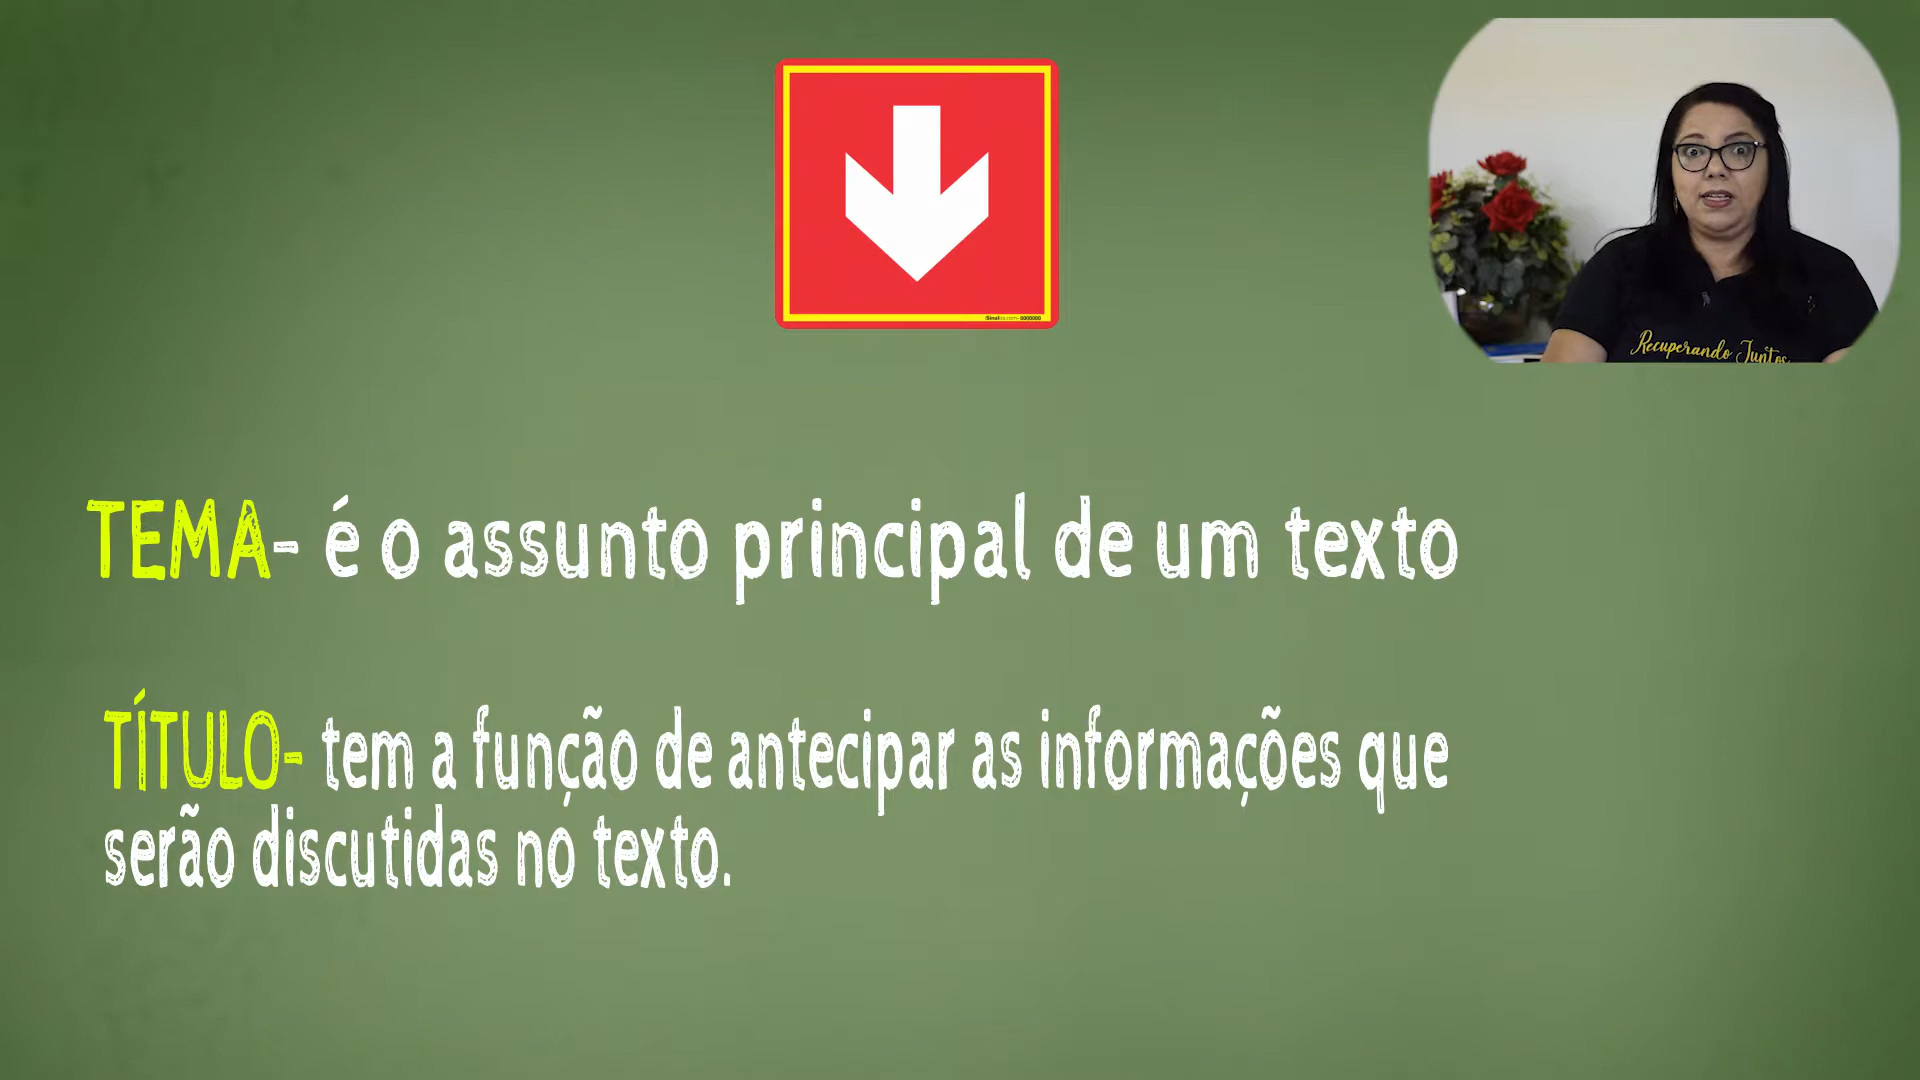 Recuperando Juntos
TEMA- é o assunto principal de um texto
TÍTULO- tem a função de antecipar as informações que
serão discutidas no texto.